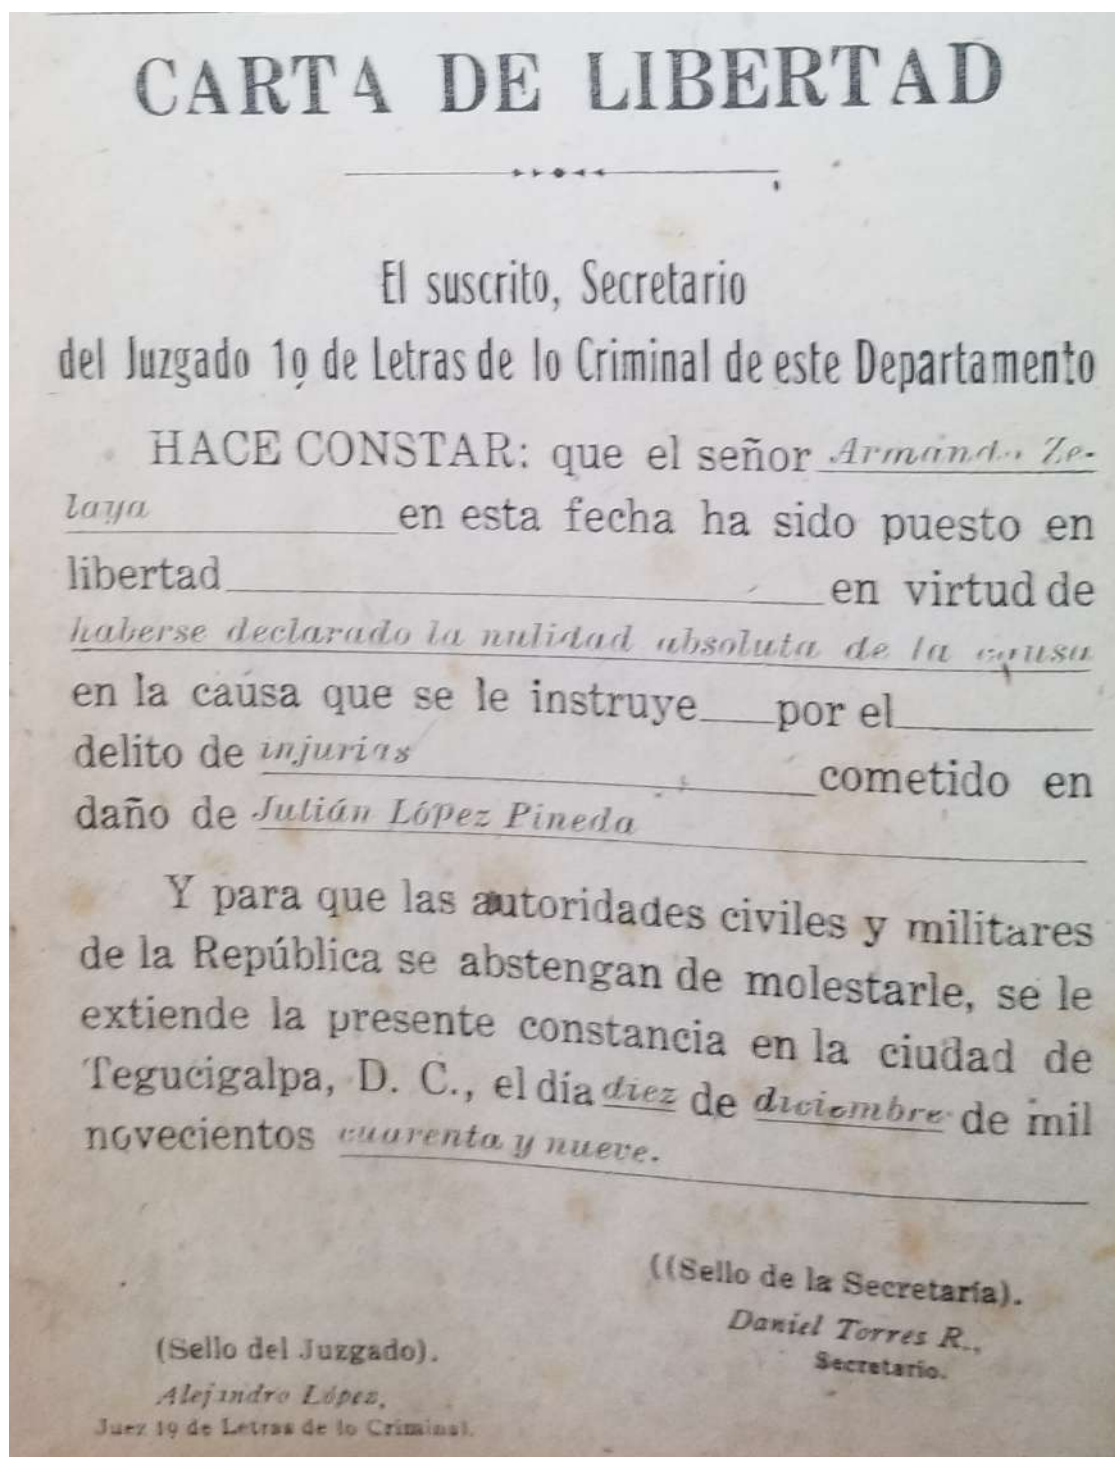 CARTA DE LIBERTAD
El suscrito, Secretario
del Juzgado 1º de Letras de lo Criminal de este Departamento
HACE CONSTAR: que el señor Armando Ze-
laya en esta fecha ha sido puesto en
libertad en virtud de
haberse declarado la nulidad absoluta de la causa
en la causa que se le instruye por el
delito de injurias cometido en
daño de Julián López Pineda
Y para que las autoridades civiles y militares
de la República se abstengan de molestarle, se le
extiende la presente constancia en la ciudad de
Tegucigalpa, D. C., el día diez de diciembre de mil
novecientos cuarenta y nueve.
((Sello de la Secretaría).
Daniel Torres R.,
Secretario.
(Sello del Juzgado).
Alejandro López,
Juez 1º de Letras de lo Criminal.